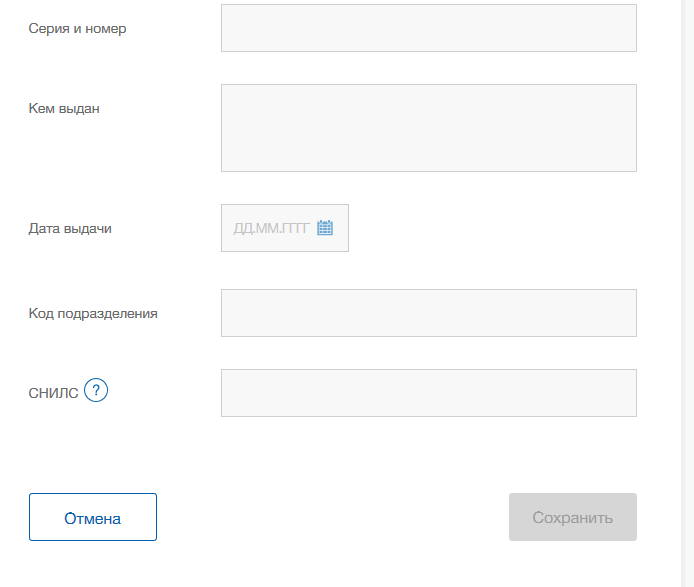 Серия и номер
Кем выдан
Дата выдачи
ДД.ММ.ГГГГ
Код подразделения
СНИЛС ?
Отмена
Сохранить